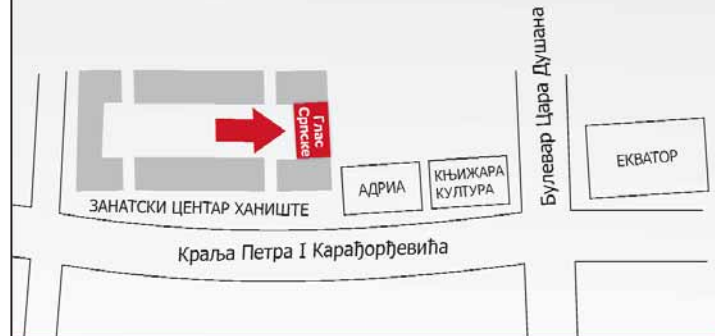 Булевар Цара Душана
Глас
Српске
АДРИА
КЊИЖАРА
КУЛТУРА
ЕКВАТОР
ЗАНАТСКИ ЦЕНТАР ХАНИШТЕ
Краља Петра I Карађорђевића